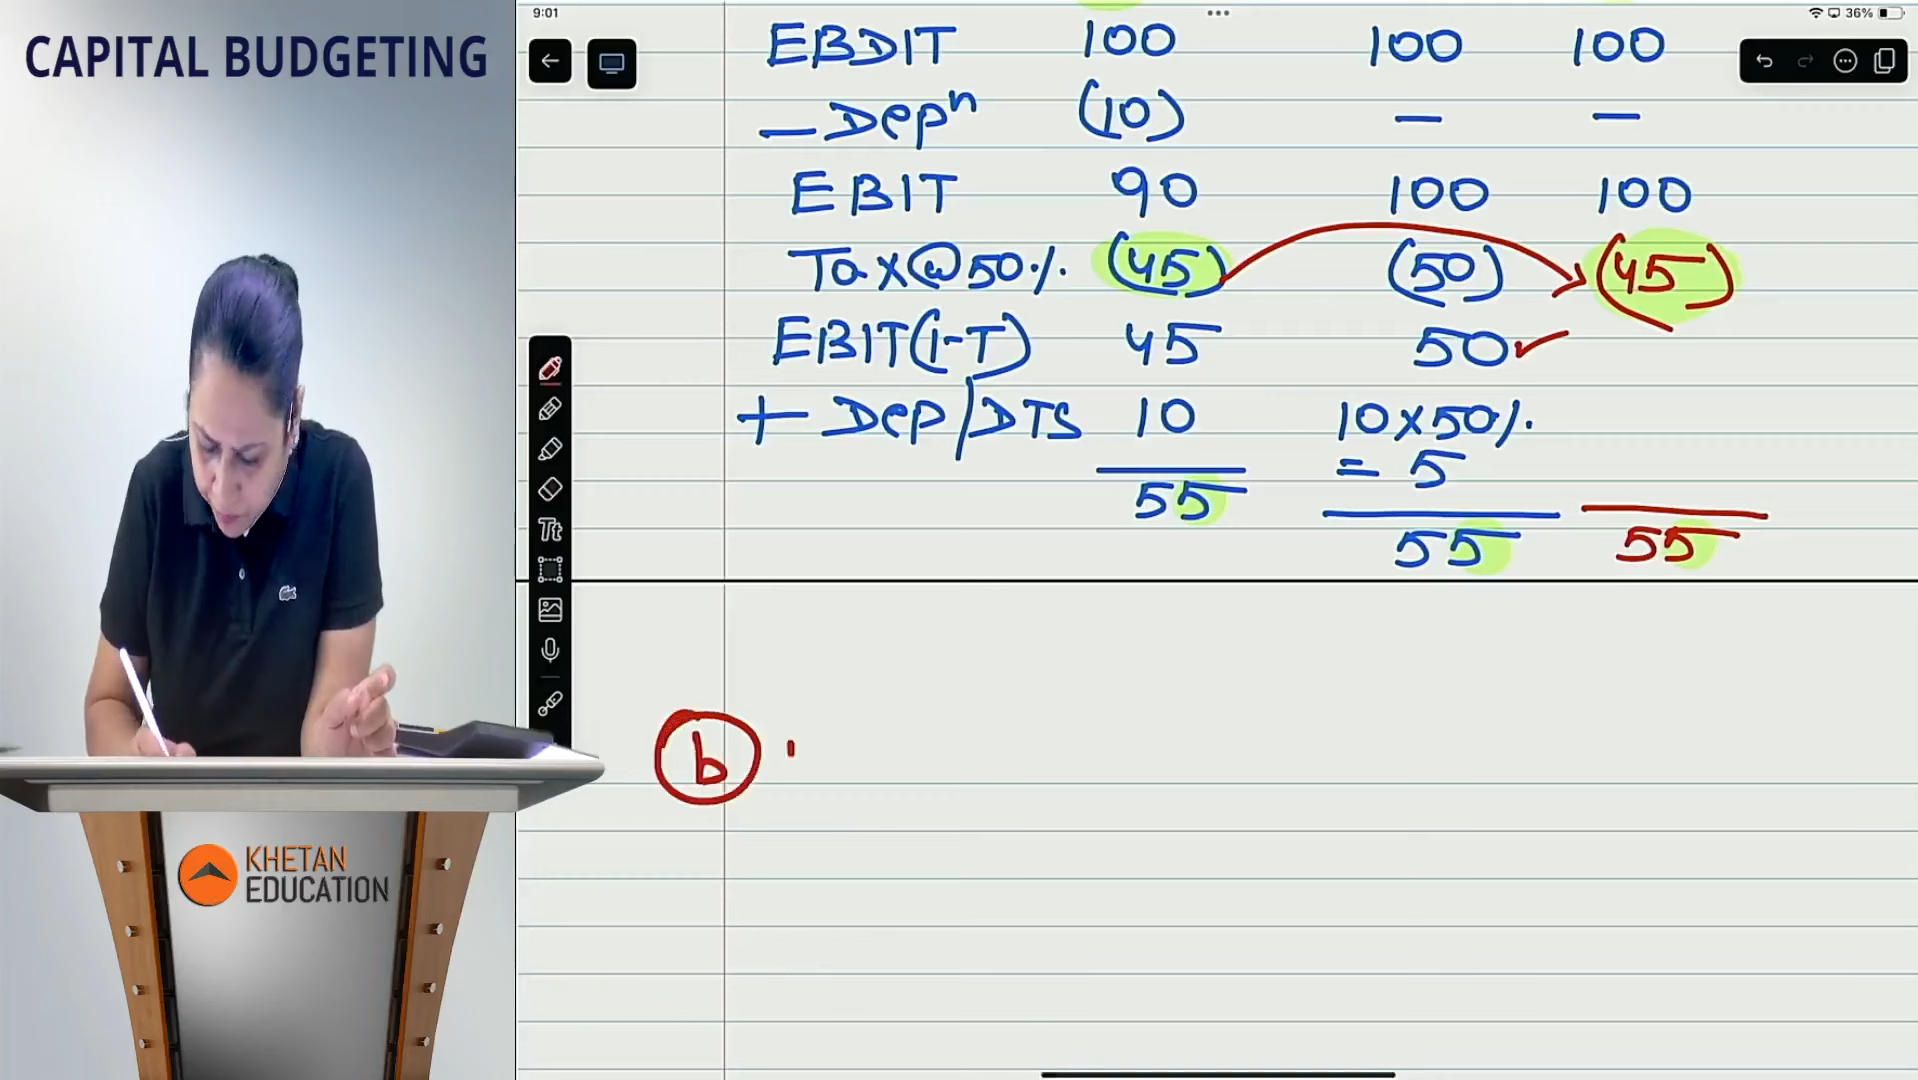 CAPITAL BUDGETING
9:01
36%
EBDIT 100 100 100
– Depⁿ (10) – –
EBIT 90 100 100
Tax@50% (45) (50) (45)
EBIT(1-T) 45 50 ✓
+ Dep/DTS 10 10x50%
= 5
55 55 55
Tt
b
KHETAN
EDUCATION